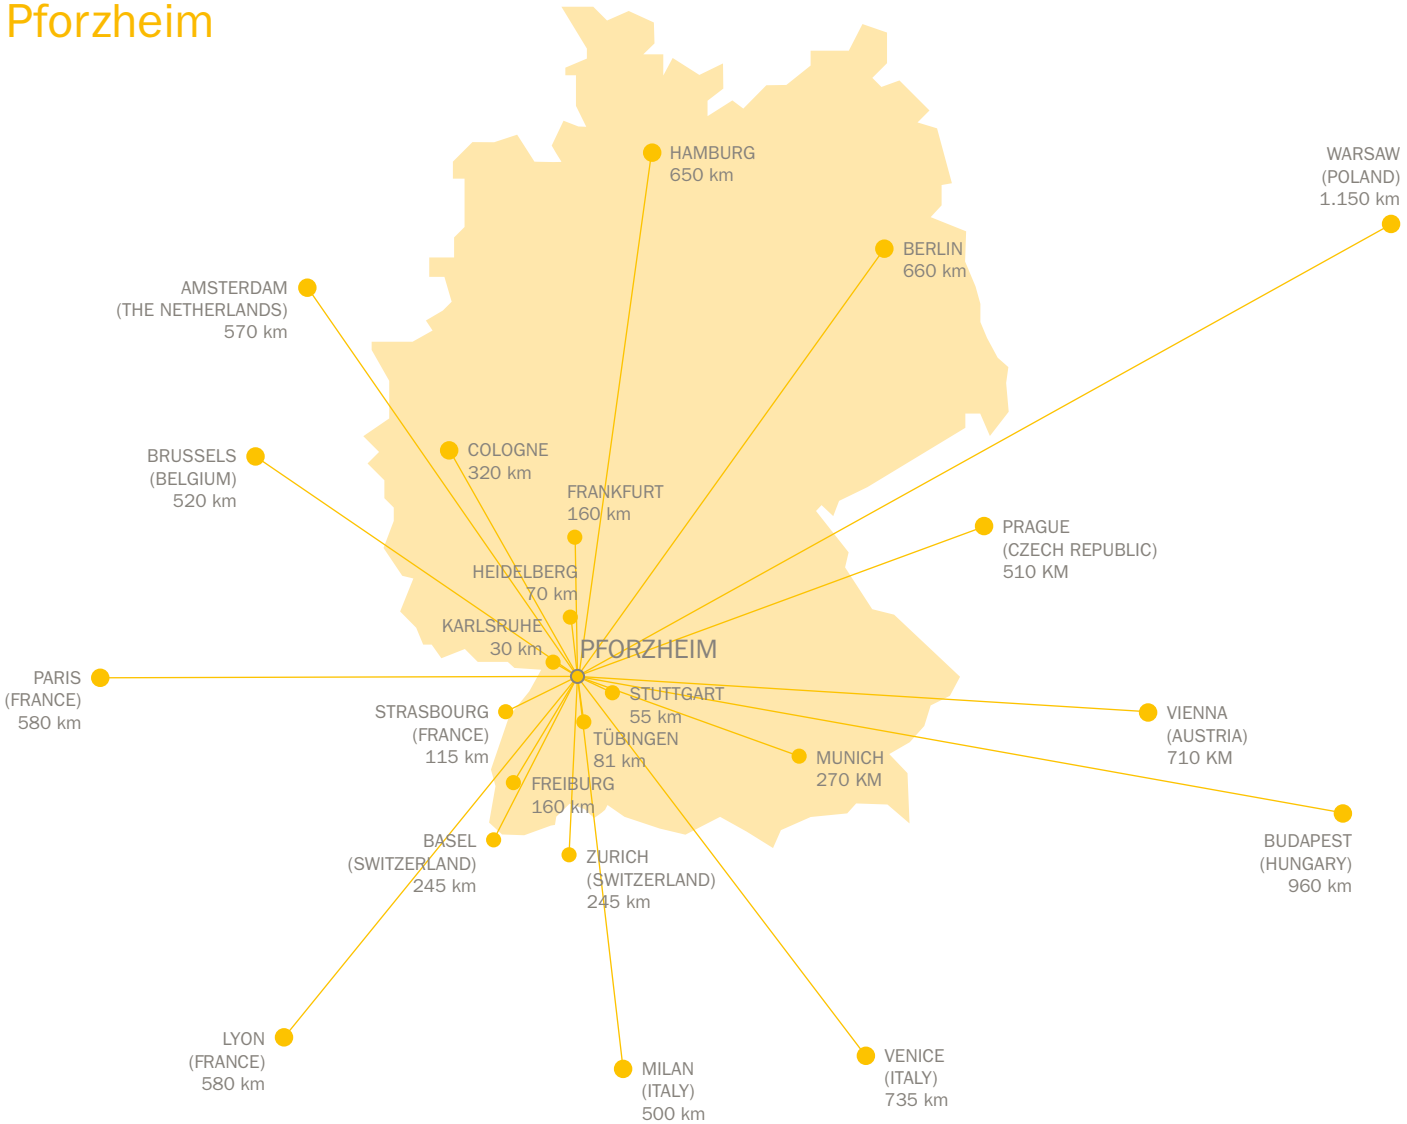 Pforzheim
HAMBURG
650 km
WARSAW
(POLAND)
1.150 km
BERLIN
660 km
AMSTERDAM
(THE NETHERLANDS)
570 km
BRUSSELS
(BELGIUM)
520 km
COLOGNE
320 km
FRANKFURT
160 km
PRAGUE
(CZECH REPUBLIC)
510 KM
HEIDELBERG
70 km
KARLSRUHE
30 km
PFORZHEIM
PARIS
(FRANCE)
580 km
STRASBOURG
(FRANCE)
115 km
STUTTGART
55 km
TÜBINGEN
81 km
VIENNA
(AUSTRIA)
710 KM
MUNICH
270 KM
FREIBURG
160 km
BASEL
(SWITZERLAND)
245 km
ZURICH
(SWITZERLAND)
245 km
BUDAPEST
(HUNGARY)
960 km
LYON
(FRANCE)
580 km
MILAN
(ITALY)
500 km
VENICE
(ITALY)
735 km